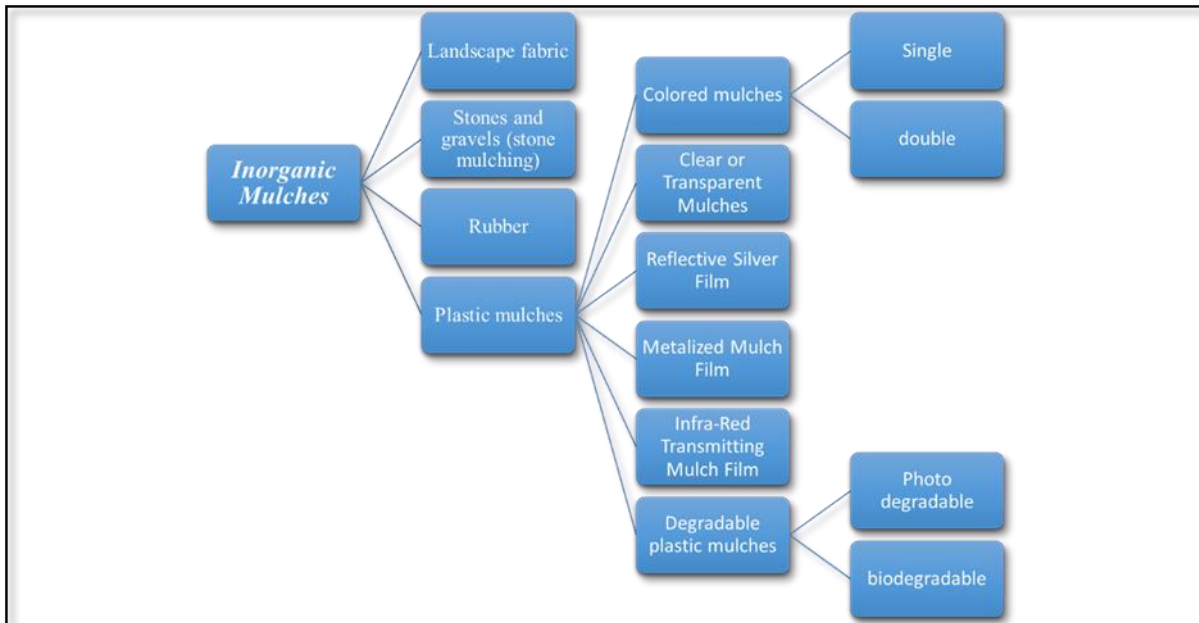 Inorganic
Mulches
Landscape fabric
Stones and
gravels (stone
mulching)
Rubber
Plastic mulches
Colored mulches
Clear or
Transparent
Mulches
Reflective Silver
Film
Metalized Mulch
Film
Infra-Red
Transmitting
Mulch Film
Degradable
plastic mulches
Single
double
Photo
degradable
biodegradable